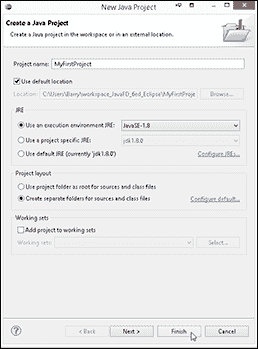 New Java Project
Create a Java Project
Create a Java project in the workspace or in an external location.
Project name: MyFirstProject
Use default location
Location: C:\Users\Barry\workspace_JavaFD_6ed_Eclipse\MyFirstProje Browse...
JRE
Use an execution environment JRE: JavaSE-1.8
Use a project specific JRE: jdk1.8.0
Use default JRE (currently 'jdk1.8.0') Configure JREs...
Project layout
Use project folder as root for sources and class files
Create separate folders for sources and class files Configure default...
Working sets
Add project to working sets
Working sets: Select...
? < Back Next > Finish Cancel